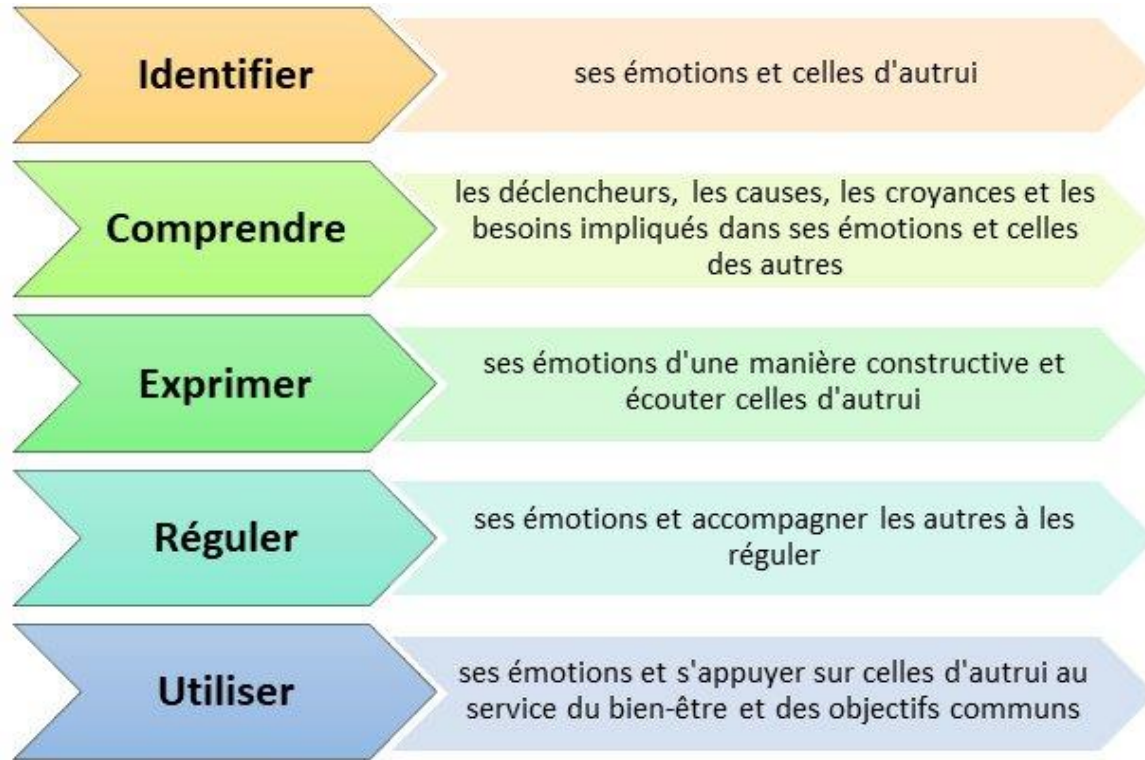 Identifier
ses émotions et celles d'autrui
Comprendre
les déclencheurs, les causes, les croyances et les
besoins impliqués dans ses émotions et celles
des autres
Exprimer
ses émotions d'une manière constructive et
écouter celles d'autrui
Réguler
ses émotions et accompagner les autres à les
réguler
Utiliser
ses émotions et s'appuyer sur celles d'autrui au
service du bien-être et des objectifs communs